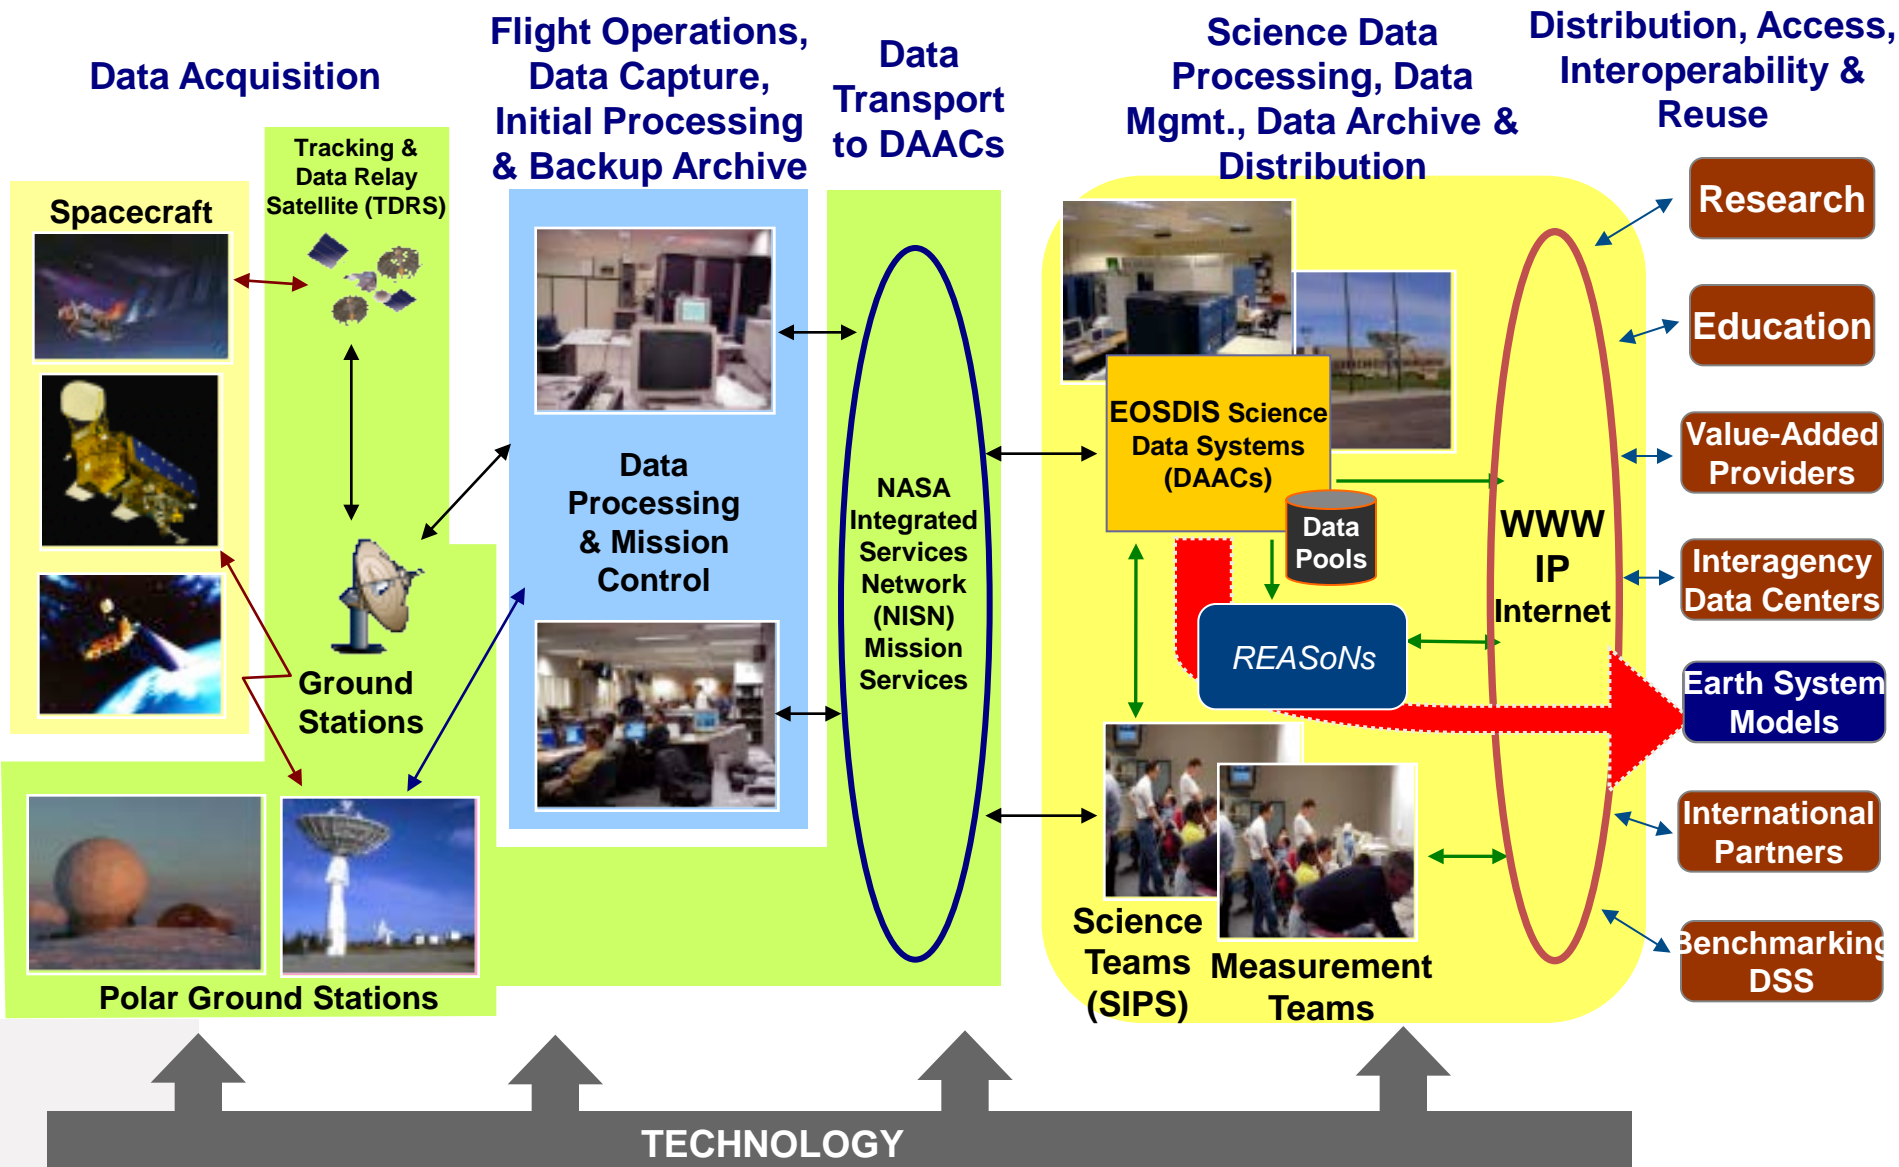 Data Acquisition
Flight Operations,
Data Capture,
Initial Processing
& Backup Archive
Data
Transport
to DAACs
Science Data
Processing, Data
Mgmt., Data Archive &
Distribution
Distribution, Access,
Interoperability &
Reuse
Spacecraft
Tracking &
Data Relay
Satellite (TDRS)
Ground
Stations
Polar Ground Stations
Data
Processing
& Mission
Control
NASA
Integrated
Services
Network
(NISN)
Mission
Services
EOSDIS Science
Data Systems
(DAACs)
Data
Pools
REASoNs
Science
Teams
(SIPS)
Measurement
Teams
WWW
IP
Internet
Research
Education
Value-Added
Providers
Interagency
Data Centers
Earth System
Models
International
Partners
Benchmarking
DSS
TECHNOLOGY